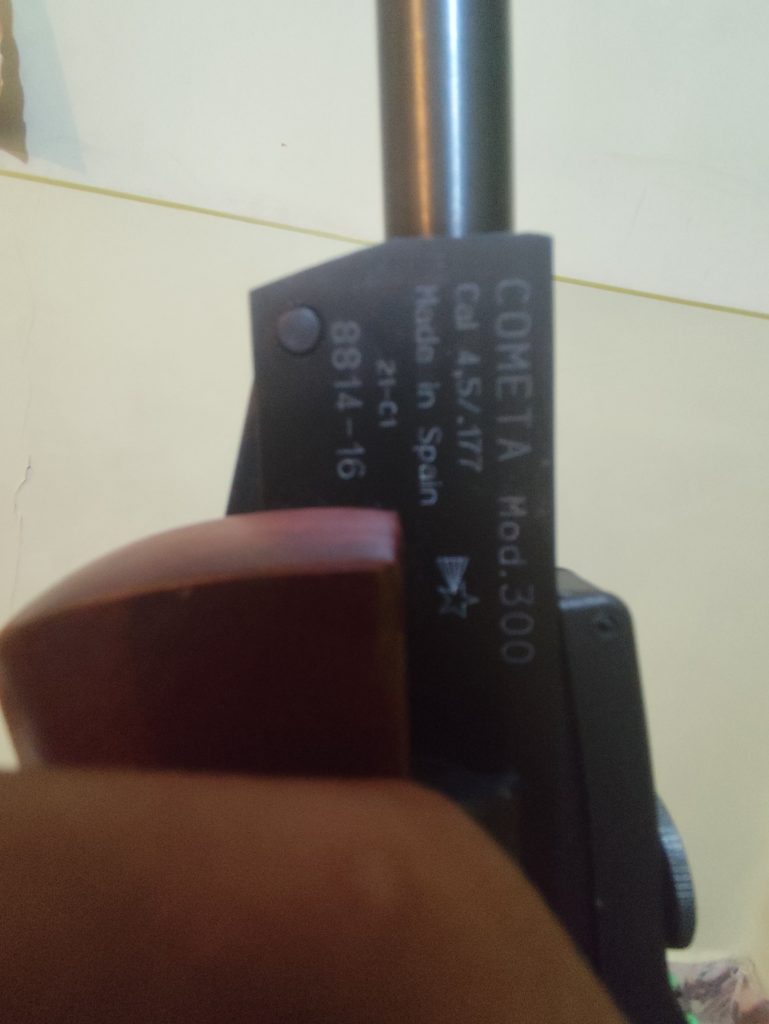 COMETA Mod.300
Cal 4,5/.177
Made in Spain
21-C1
8814-16